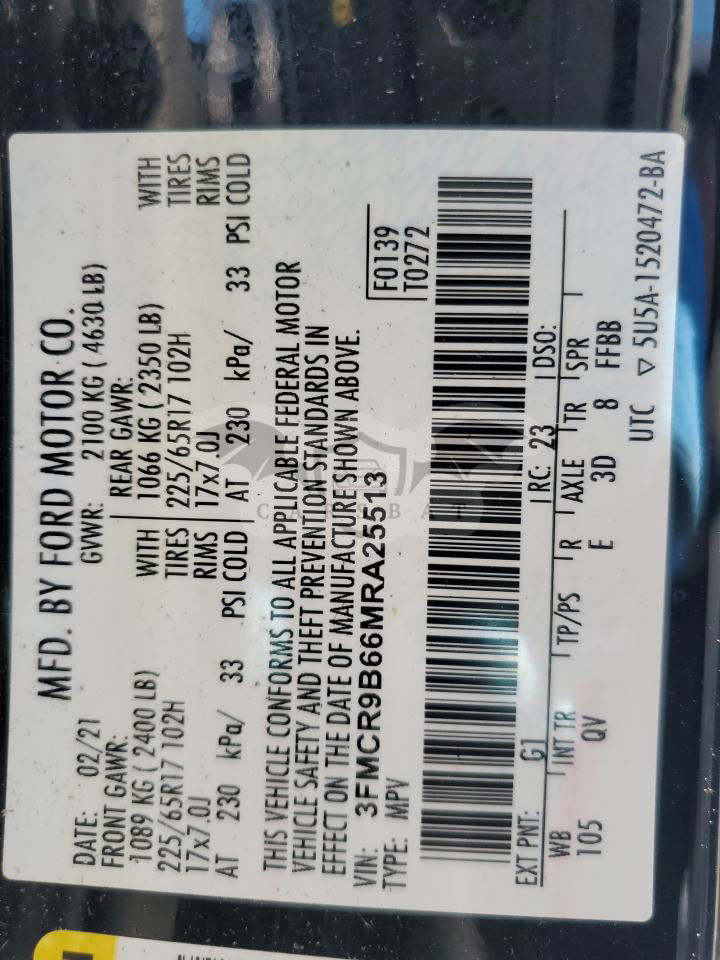 MFD. BY FORD MOTOR CO.
DATE: 02/21 GVWR: 2100 KG ( 4630 LB)
FRONT GAWR: REAR GAWR:
1089 KG ( 2400 LB) WITH 1066 KG ( 2350 LB) WITH
225/65R17 102H TIRES 225/65R17 102H TIRES
17x7.0J RIMS 17x7.0J RIMS
AT 230 kPa/ 33 PSI COLD AT 230 kPa/ 33 PSI COLD
THIS VEHICLE CONFORMS TO ALL APPLICABLE FEDERAL MOTOR
VEHICLE SAFETY AND THEFT PREVENTION STANDARDS IN
EFFECT ON THE DATE OF MANUFACTURE SHOWN ABOVE.
VIN: 3FMCR9B66MRA25513 F0139
TYPE: MPV T0272
EXT PNT: G1 RC: 23 DSO:
WB INT TR TP/PS R AXLE TR SPR
105 QV E 3D 8 FFBB
UTC ▽ 5U5A-1520472-BA
CARSBAT